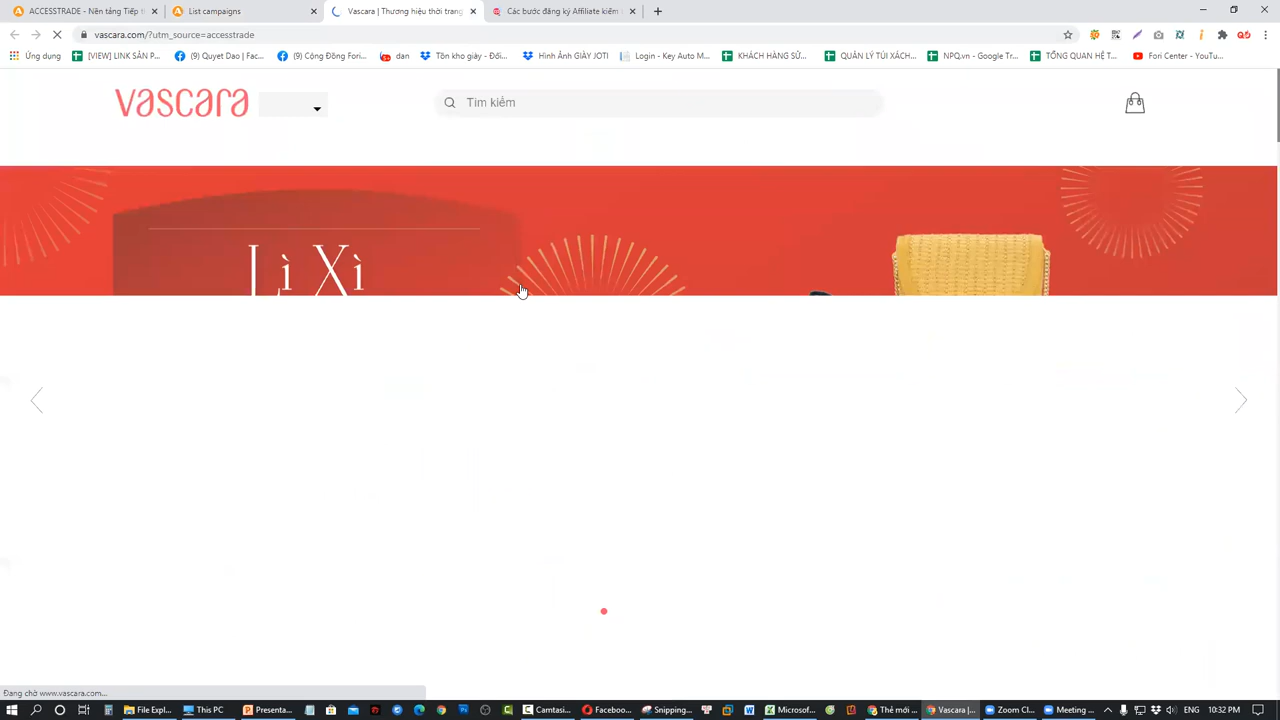 ACCESSTRADE - Nền tảng Tiếp t
List campaigns
Vascara | Thương hiệu thời trang
Các bước đăng ký Affiliate kiếm
vascara.com/?utm_source=accesstrade
Ứng dụng
[VIEW] LINK SẢN P...
(9) Quyet Dao | Fac...
(9) Cộng Đồng Fori...
dan
Tồn kho giày - Đối...
Hình Ảnh GIÀY JOTI
Login - Key Auto M...
KHÁCH HÀNG SỬ...
QUẢN LÝ TÚI XÁCH...
NPQ.vn - Google Tr...
TỔNG QUAN HỆ T...
Fori Center - YouTu...
vascara
Tìm kiếm
Lì Xì
Đang chờ www.vascara.com...
File Expl...
This PC
Presenta...
Camtasi...
Faceboo...
Snipping...
Microsof...
Thẻ mới ...
Vascara |...
Zoom Cl...
Meeting ...
ENG
10:32 PM